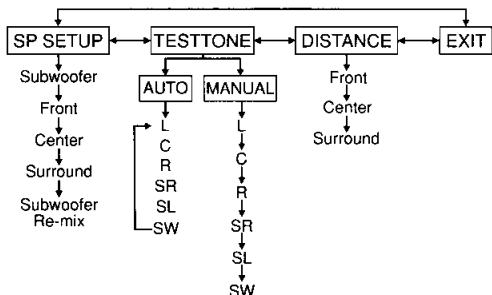 SP SETUP TESTTONE DISTANCE EXIT
Subwoofer
Front
Center
Surround
Subwoofer
Re-mix
AUTO MANUAL
L
C
R
SR
SL
SW
L
C
R
SR
SL
SW
Front
Center
Surround